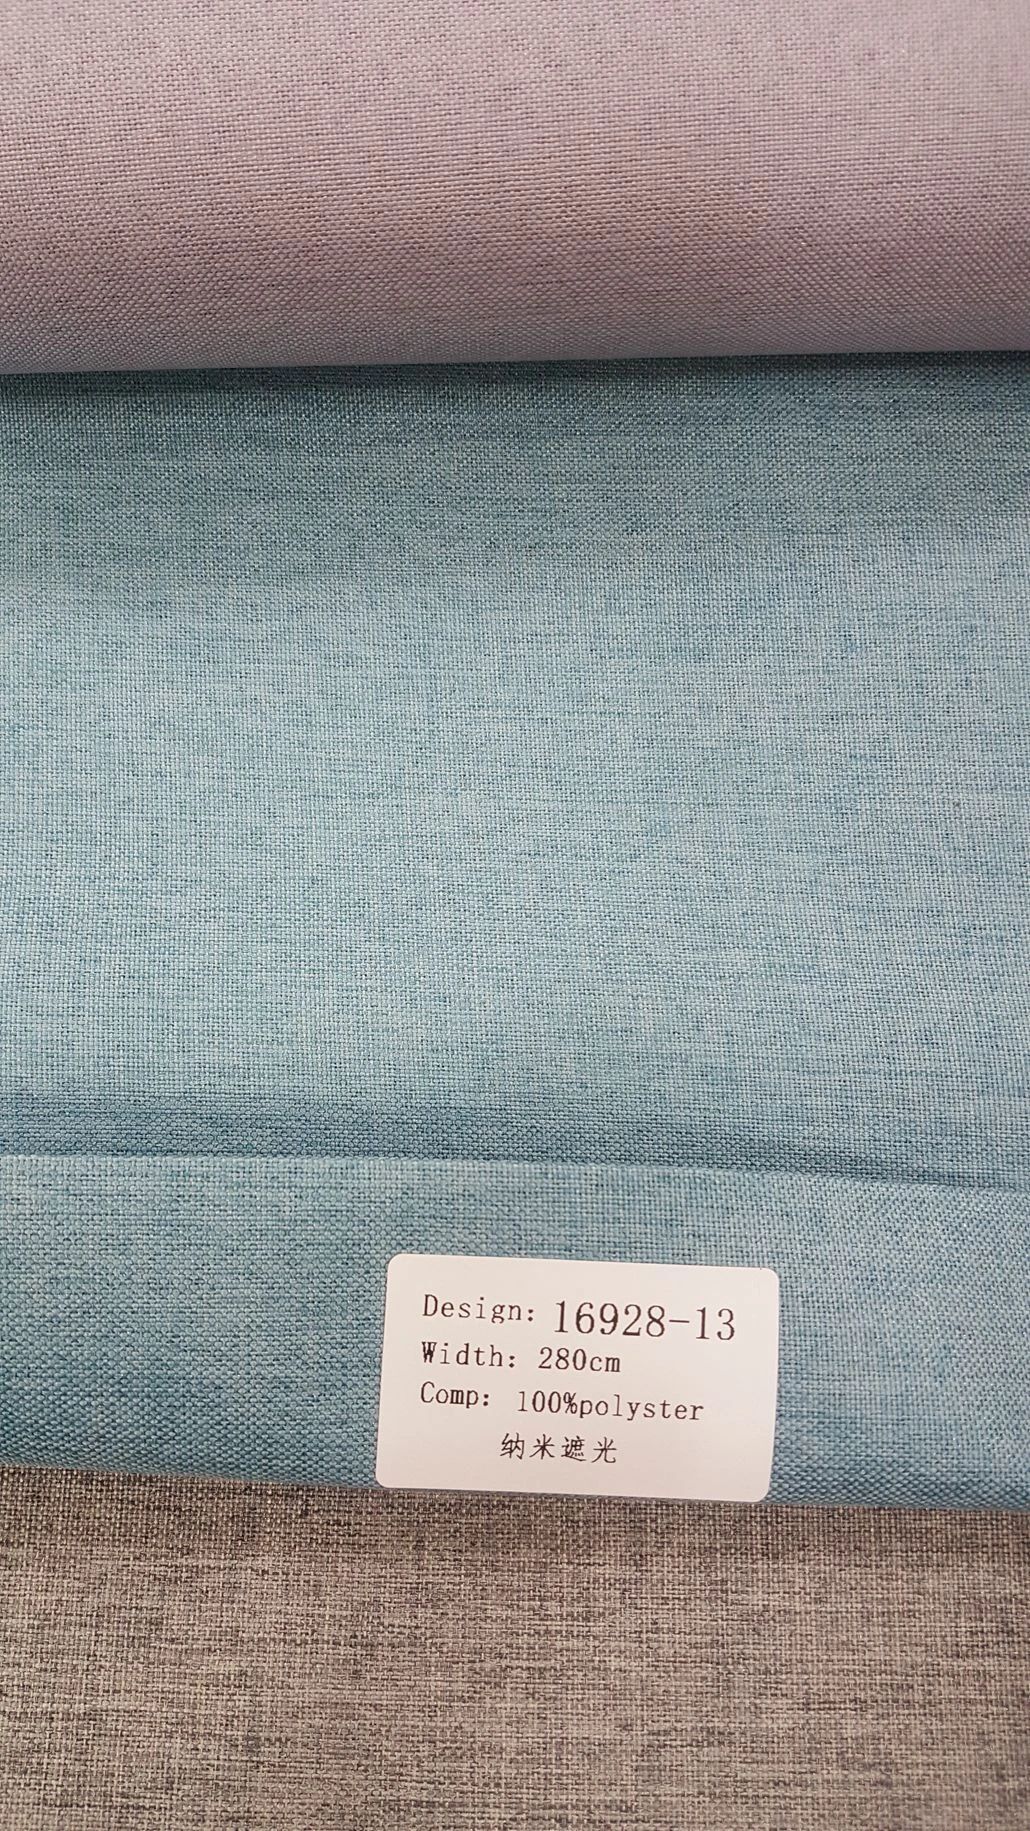 Design: 16928-13
Width: 280cm
Comp: 100%polyster
纳米遮光